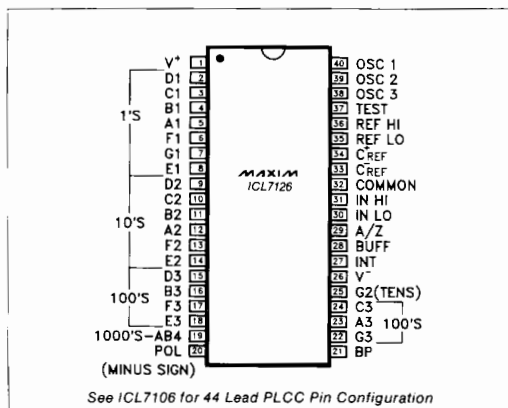 V+ 1 40 OSC 1
D1 2 39 OSC 2
C1 3 38 OSC 3
B1 4 37 TEST
1'S A1 5 36 REF HI
F1 6 35 REF LO
G1 7 34 C+REF
E1 8 MAXIM 33 C-REF
D2 9 ICL7126 32 COMMON
C2 10 31 IN HI
10'S B2 11 30 IN LO
A2 12 29 A/Z
F2 13 28 BUFF
E2 14 27 INT
D3 15 26 V-
100'S B3 16 25 G2(TENS)
F3 17 24 C3
E3 18 23 A3 100'S
1000'S-AB4 19 22 G3
POL 20 21 BP
(MINUS SIGN)
See ICL7106 for 44 Lead PLCC Pin Configuration